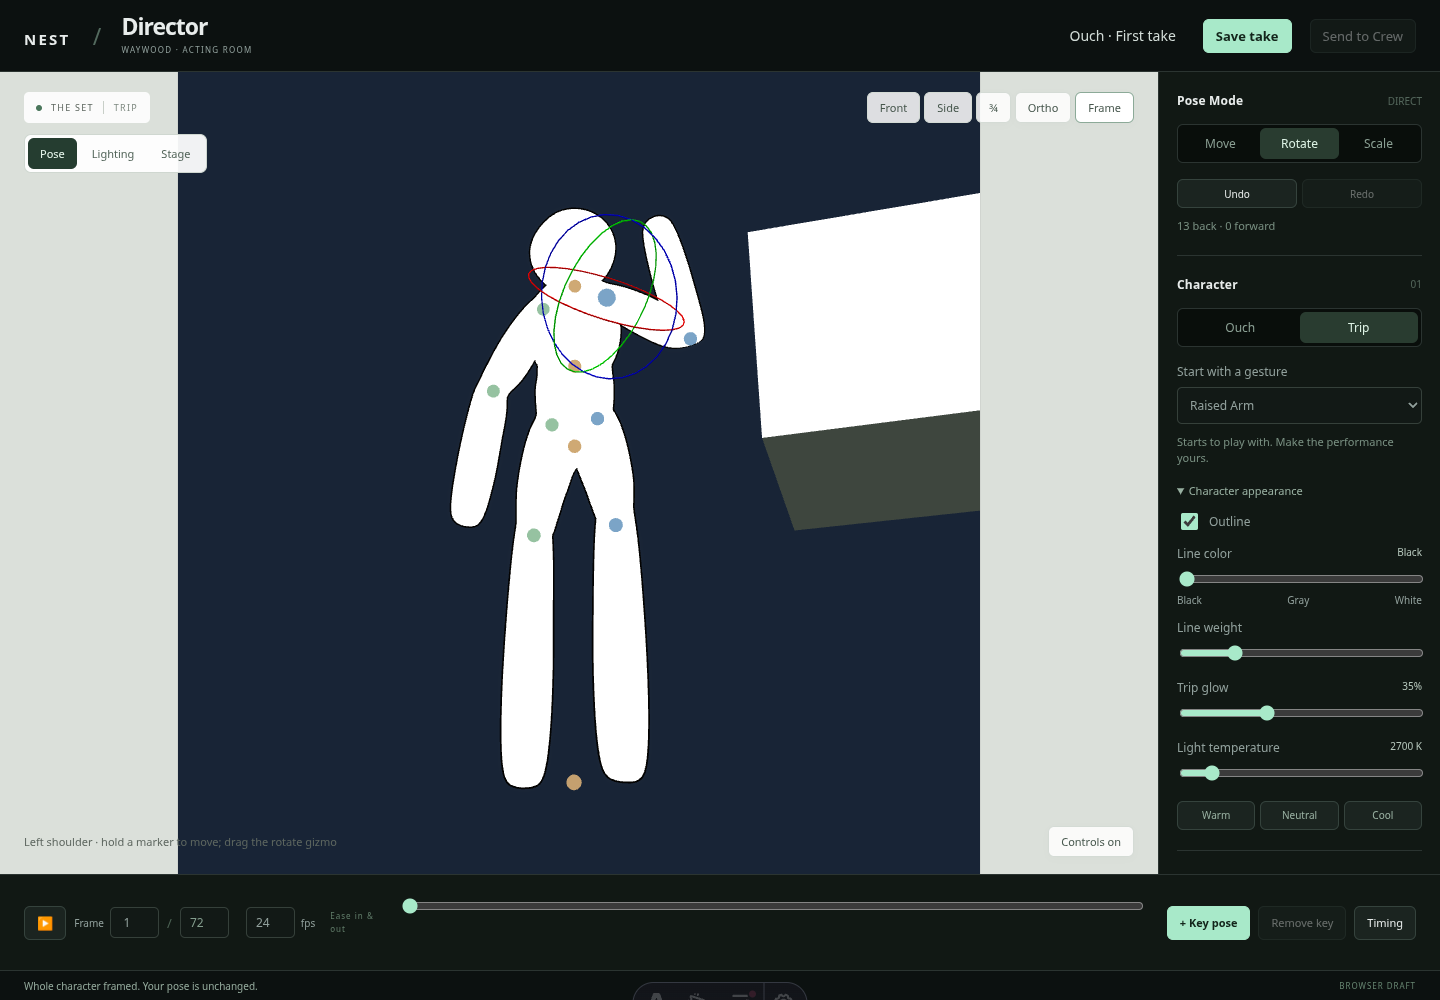 NEST / Director
WAYWOOD · ACTING ROOM
Ouch · First take
Save take
Send to Crew
THE SET | TRIP
Front
Side
¾
Ortho
Frame
Pose
Lighting
Stage
Left shoulder · hold a marker to move; drag the rotate gizmo
Controls on
Pose Mode
DIRECT
Move
Rotate
Scale
Undo
Redo
13 back · 0 forward
Character
01
Ouch
Trip
Start with a gesture
Raised Arm
Starts to play with. Make the performance
yours.
▼ Character appearance
Outline
Line color
Black
Black
Gray
White
Line weight
Trip glow
35%
Light temperature
2700 K
Warm
Neutral
Cool
Frame
1
/
72
24
fps
Ease in &
out
+ Key pose
Remove key
Timing
Whole character framed. Your pose is unchanged.
BROWSER DRAFT